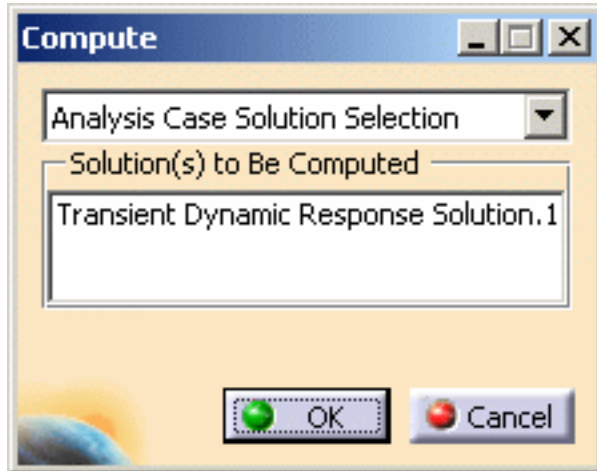 Compute
Analysis Case Solution Selection
Solution(s) to Be Computed
Transient Dynamic Response Solution.1
OK
Cancel